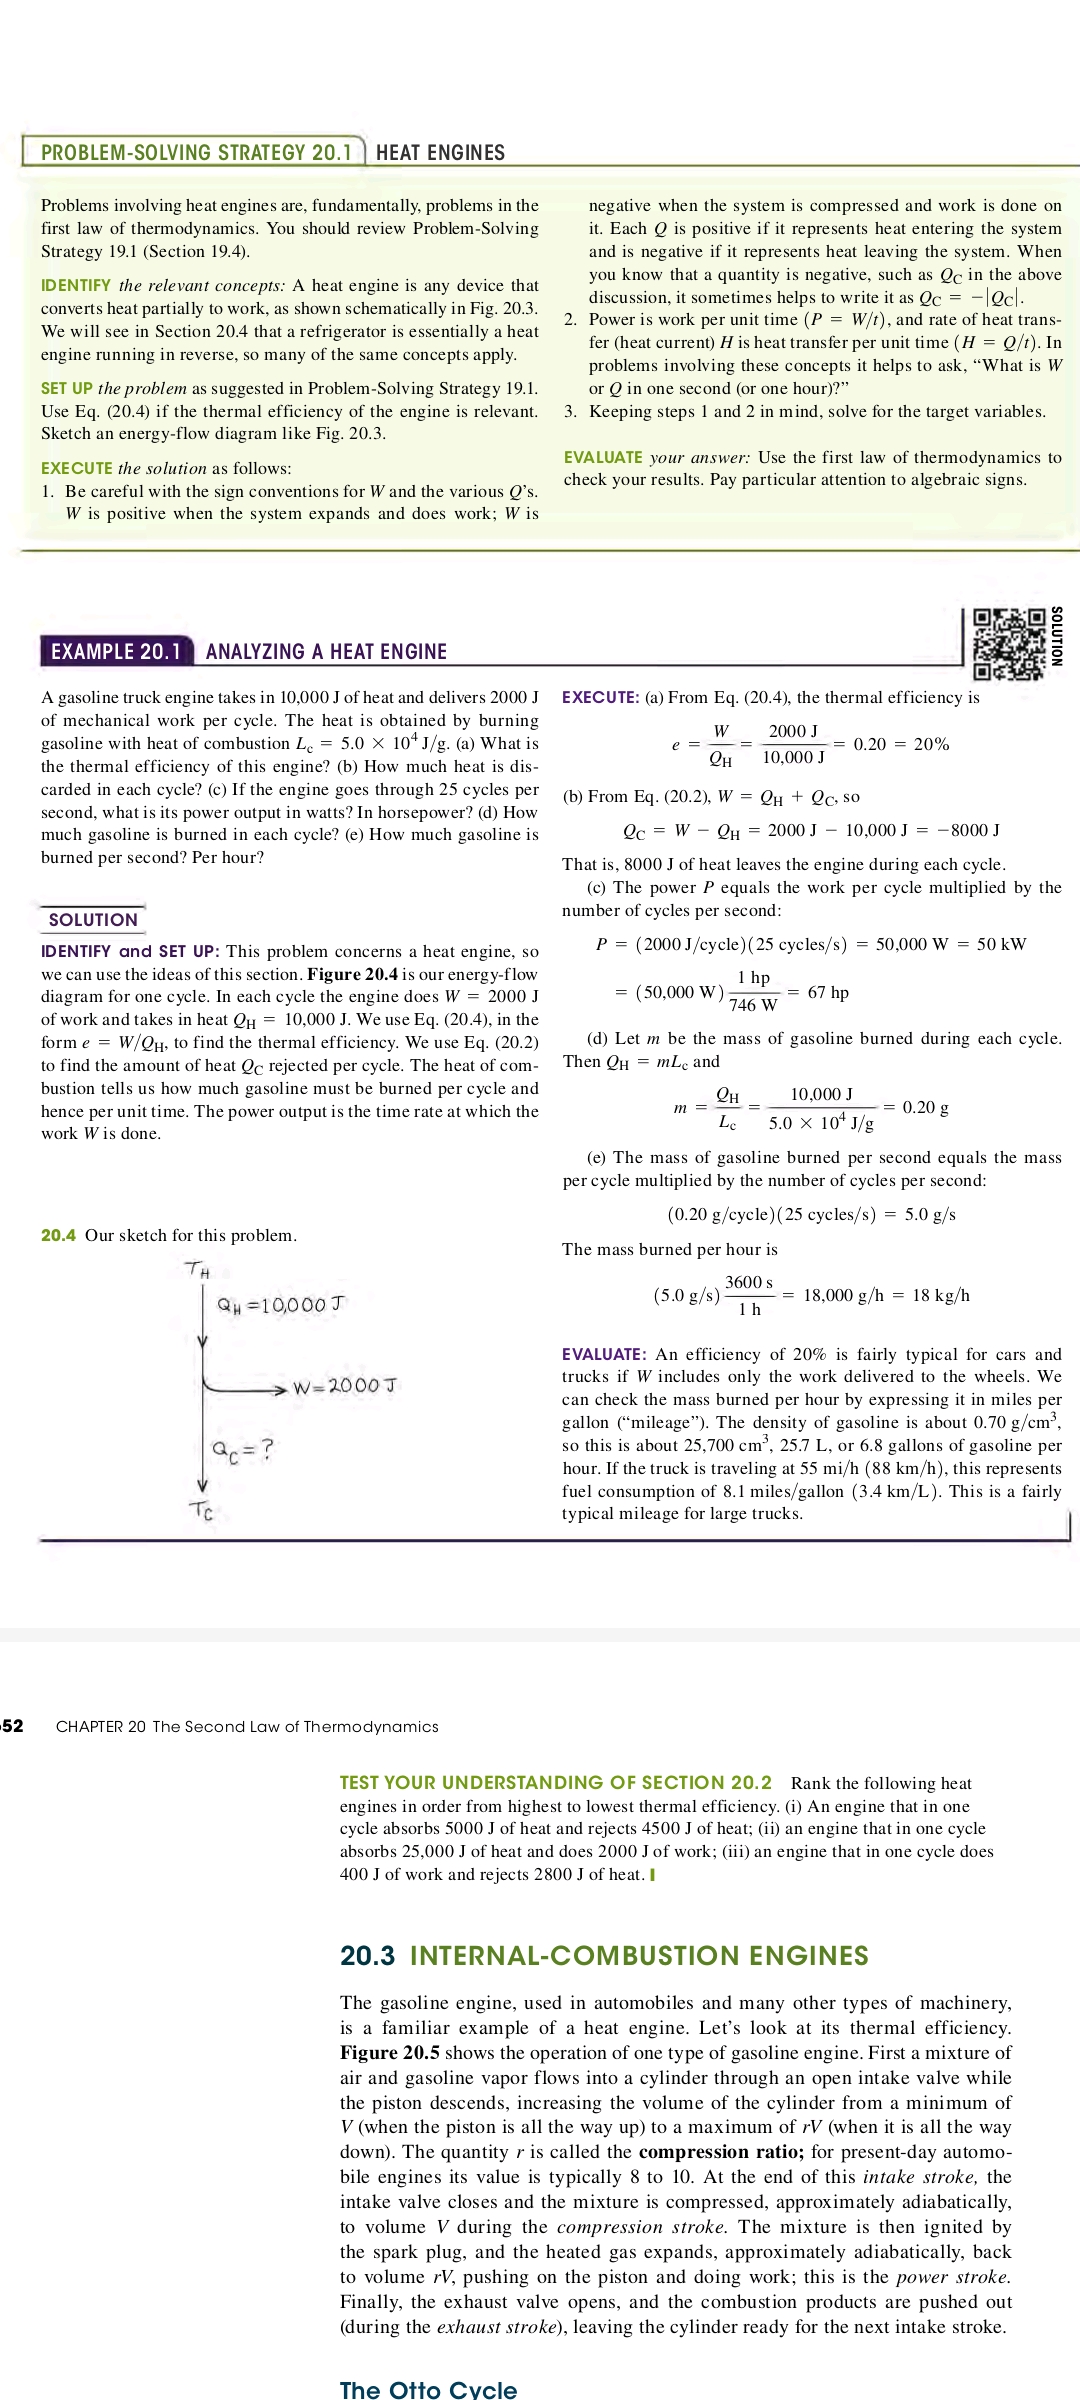 PROBLEM-SOLVING STRATEGY 20.1 HEAT ENGINES
Problems involving heat engines are, fundamentally, problems in the
first law of thermodynamics. You should review Problem-Solving
Strategy 19.1 (Section 19.4).
IDENTIFY the relevant concepts: A heat engine is any device that
converts heat partially to work, as shown schematically in Fig. 20.3.
We will see in Section 20.4 that a refrigerator is essentially a heat
engine running in reverse, so many of the same concepts apply.
SET UP the problem as suggested in Problem-Solving Strategy 19.1.
Use Eq. (20.4) if the thermal efficiency of the engine is relevant.
Sketch an energy-flow diagram like Fig. 20.3.
EXECUTE the solution as follows:
1. Be careful with the sign conventions for W and the various Q's.
W is positive when the system expands and does work; W is
negative when the system is compressed and work is done on
it. Each Q is positive if it represents heat entering the system
and is negative if it represents heat leaving the system. When
you know that a quantity is negative, such as Q_C in the above
discussion, it sometimes helps to write it as Q_C = −|Q_C|.
2. Power is work per unit time (P = W/t), and rate of heat trans-
fer (heat current) H is heat transfer per unit time (H = Q/t). In
problems involving these concepts it helps to ask, “What is W
or Q in one second (or one hour)?”
3. Keeping steps 1 and 2 in mind, solve for the target variables.
EVALUATE your answer: Use the first law of thermodynamics to
check your results. Pay particular attention to algebraic signs.
EXAMPLE 20.1 ANALYZING A HEAT ENGINE
SOLUTION
A gasoline truck engine takes in 10,000 J of heat and delivers 2000 J
of mechanical work per cycle. The heat is obtained by burning
gasoline with heat of combustion L_c = 5.0 × 10⁴ J/g. (a) What is
the thermal efficiency of this engine? (b) How much heat is dis-
carded in each cycle? (c) If the engine goes through 25 cycles per
second, what is its power output in watts? In horsepower? (d) How
much gasoline is burned in each cycle? (e) How much gasoline is
burned per second? Per hour?
SOLUTION
IDENTIFY and SET UP: This problem concerns a heat engine, so
we can use the ideas of this section. Figure 20.4 is our energy-flow
diagram for one cycle. In each cycle the engine does W = 2000 J
of work and takes in heat Q_H = 10,000 J. We use Eq. (20.4), in the
form e = W/Q_H, to find the thermal efficiency. We use Eq. (20.2)
to find the amount of heat Q_C rejected per cycle. The heat of com-
bustion tells us how much gasoline must be burned per cycle and
hence per unit time. The power output is the time rate at which the
work W is done.
20.4 Our sketch for this problem.
T_H
Q_H = 10,000 J
W = 2000 J
Q_C = ?
T_C
EXECUTE: (a) From Eq. (20.4), the thermal efficiency is
e = W/Q_H = 2000 J/10,000 J = 0.20 = 20%
(b) From Eq. (20.2), W = Q_H + Q_C, so
Q_C = W − Q_H = 2000 J − 10,000 J = −8000 J
That is, 8000 J of heat leaves the engine during each cycle.
(c) The power P equals the work per cycle multiplied by the
number of cycles per second:
P = (2000 J/cycle)(25 cycles/s) = 50,000 W = 50 kW
= (50,000 W) 1 hp/746 W = 67 hp
(d) Let m be the mass of gasoline burned during each cycle.
Then Q_H = mL_c and
m = Q_H/L_c = 10,000 J/5.0 × 10⁴ J/g = 0.20 g
(e) The mass of gasoline burned per second equals the mass
per cycle multiplied by the number of cycles per second:
(0.20 g/cycle)(25 cycles/s) = 5.0 g/s
The mass burned per hour is
(5.0 g/s) 3600 s/1 h = 18,000 g/h = 18 kg/h
EVALUATE: An efficiency of 20% is fairly typical for cars and
trucks if W includes only the work delivered to the wheels. We
can check the mass burned per hour by expressing it in miles per
gallon (“mileage”). The density of gasoline is about 0.70 g/cm³,
so this is about 25,700 cm³, 25.7 L, or 6.8 gallons of gasoline per
hour. If the truck is traveling at 55 mi/h (88 km/h), this represents
fuel consumption of 8.1 miles/gallon (3.4 km/L). This is a fairly
typical mileage for large trucks.
52 CHAPTER 20 The Second Law of Thermodynamics
TEST YOUR UNDERSTANDING OF SECTION 20.2 Rank the following heat
engines in order from highest to lowest thermal efficiency. (i) An engine that in one
cycle absorbs 5000 J of heat and rejects 4500 J of heat; (ii) an engine that in one cycle
absorbs 25,000 J of heat and does 2000 J of work; (iii) an engine that in one cycle does
400 J of work and rejects 2800 J of heat.
20.3 INTERNAL-COMBUSTION ENGINES
The gasoline engine, used in automobiles and many other types of machinery,
is a familiar example of a heat engine. Let's look at its thermal efficiency.
Figure 20.5 shows the operation of one type of gasoline engine. First a mixture of
air and gasoline vapor flows into a cylinder through an open intake valve while
the piston descends, increasing the volume of the cylinder from a minimum of
V (when the piston is all the way up) to a maximum of rV (when it is all the way
down). The quantity r is called the compression ratio; for present-day automo-
bile engines its value is typically 8 to 10. At the end of this intake stroke, the
intake valve closes and the mixture is compressed, approximately adiabatically,
to volume V during the compression stroke. The mixture is then ignited by
the spark plug, and the heated gas expands, approximately adiabatically, back
to volume rV, pushing on the piston and doing work; this is the power stroke.
Finally, the exhaust valve opens, and the combustion products are pushed out
(during the exhaust stroke), leaving the cylinder ready for the next intake stroke.
The Otto Cycle